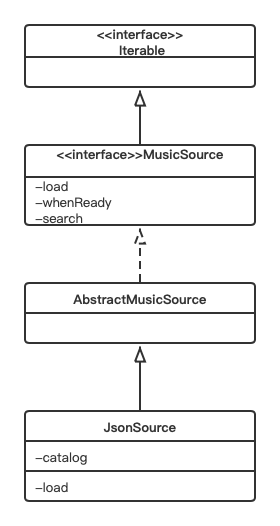 <<interface>>
Iterable
<<interface>>MusicSource
–load
–whenReady
–search
AbstractMusicSource
JsonSource
–catalog
–load